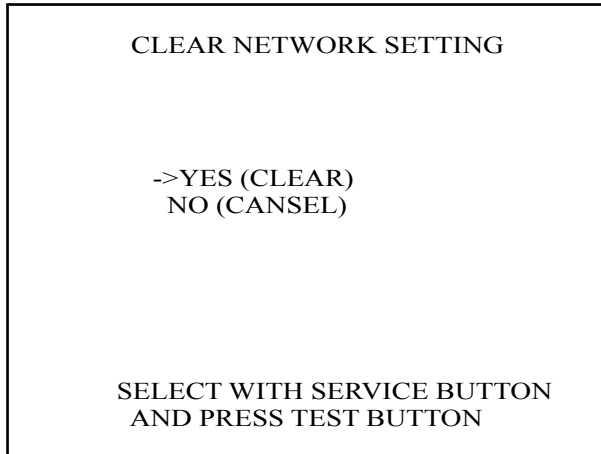 CLEAR NETWORK SETTING
->YES (CLEAR)
NO (CANSEL)
SELECT WITH SERVICE BUTTON
AND PRESS TEST BUTTON